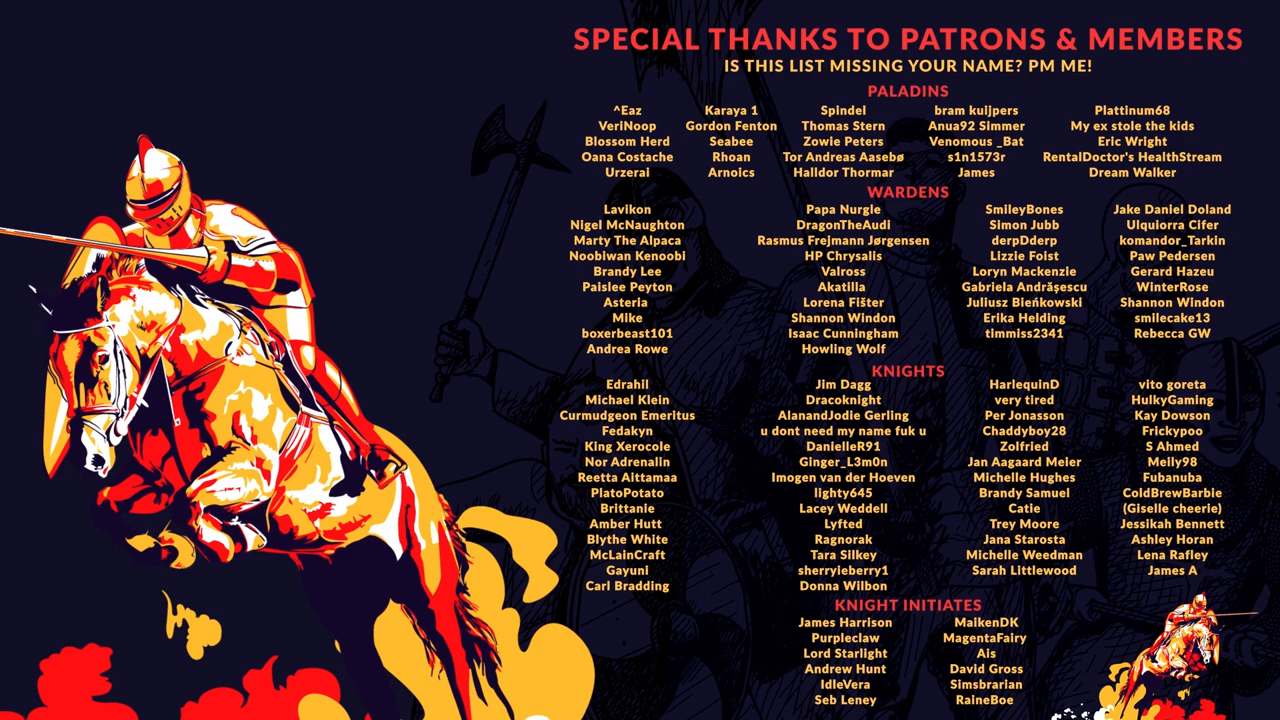 SPECIAL THANKS TO PATRONS & MEMBERS
IS THIS LIST MISSING YOUR NAME? PM ME!
PALADINS
^Eaz Karaya 1 Spindel bram kuijpers Plattinum68
VeriNoop Gordon Fenton Thomas Stern Anua92 Simmer My ex stole the kids
Blossom Herd Seabee Zowie Peters Venomous _Bat Eric Wright
Oana Costache Rhoan Tor Andreas Aasebø s1n1573r RentalDoctor's HealthStream
Urzerai Arnoics Halldor Thormar James Dream Walker
WARDENS
Lavikon Papa Nurgle SmileyBones Jake Daniel Doland
Nigel McNaughton DragonTheAudi Simon Jubb Ulquiorra Cifer
Marty The Alpaca Rasmus Frejmann Jørgensen derpDderp komandor_Tarkin
Noobiwan Kenoobi HP Chrysalis Lizzie Foist Paw Pedersen
Brandy Lee Valross Loryn Mackenzie Gerard Hazeu
Paislee Peyton Akatilla Gabriela Andrășescu WinterRose
Asteria Lorena Fišter Juliusz Bieńkowski Shannon Windon
Mike Shannon Windon Erika Helding smilecake13
boxerbeast101 Isaac Cunningham timmiss2341 Rebecca GW
Andrea Rowe Howling Wolf
KNIGHTS
Edrahil Jim Dagg HarlequinD vito goreta
Michael Klein Dracoknight very tired HulkyGaming
Curmudgeon Emeritus AlanandJodie Gerling Per Jonasson Kay Dowson
Fedakyn u dont need my name fuk u Chaddyboy28 Frickypoo
King Xerocole DanielleR91 Zolfried S Ahmed
Nor Adrenalin Ginger_L3m0n Jan Aagaard Meier Meily98
Reetta Aittamaa Imogen van der Hoeven Michelle Hughes Fubanuba
PlatoPotato lighty645 Brandy Samuel ColdBrewBarbie
Brittanie Lacey Weddell Catie (Giselle cheerie)
Amber Hutt Lyfted Trey Moore Jessikah Bennett
Blythe White Ragnorak Jana Starosta Ashley Horan
McLainCraft Tara Silkey Michelle Weedman Lena Rafley
Gayuni sherryleberry1 Sarah Littlewood James A
Carl Bradding Donna Wilbon
KNIGHT INITIATES
James Harrison MaikenDK
Purpleclaw MagentaFairy
Lord Starlight Ais
Andrew Hunt David Gross
IdleVera Simsbrarian
Seb Leney RaineBoe